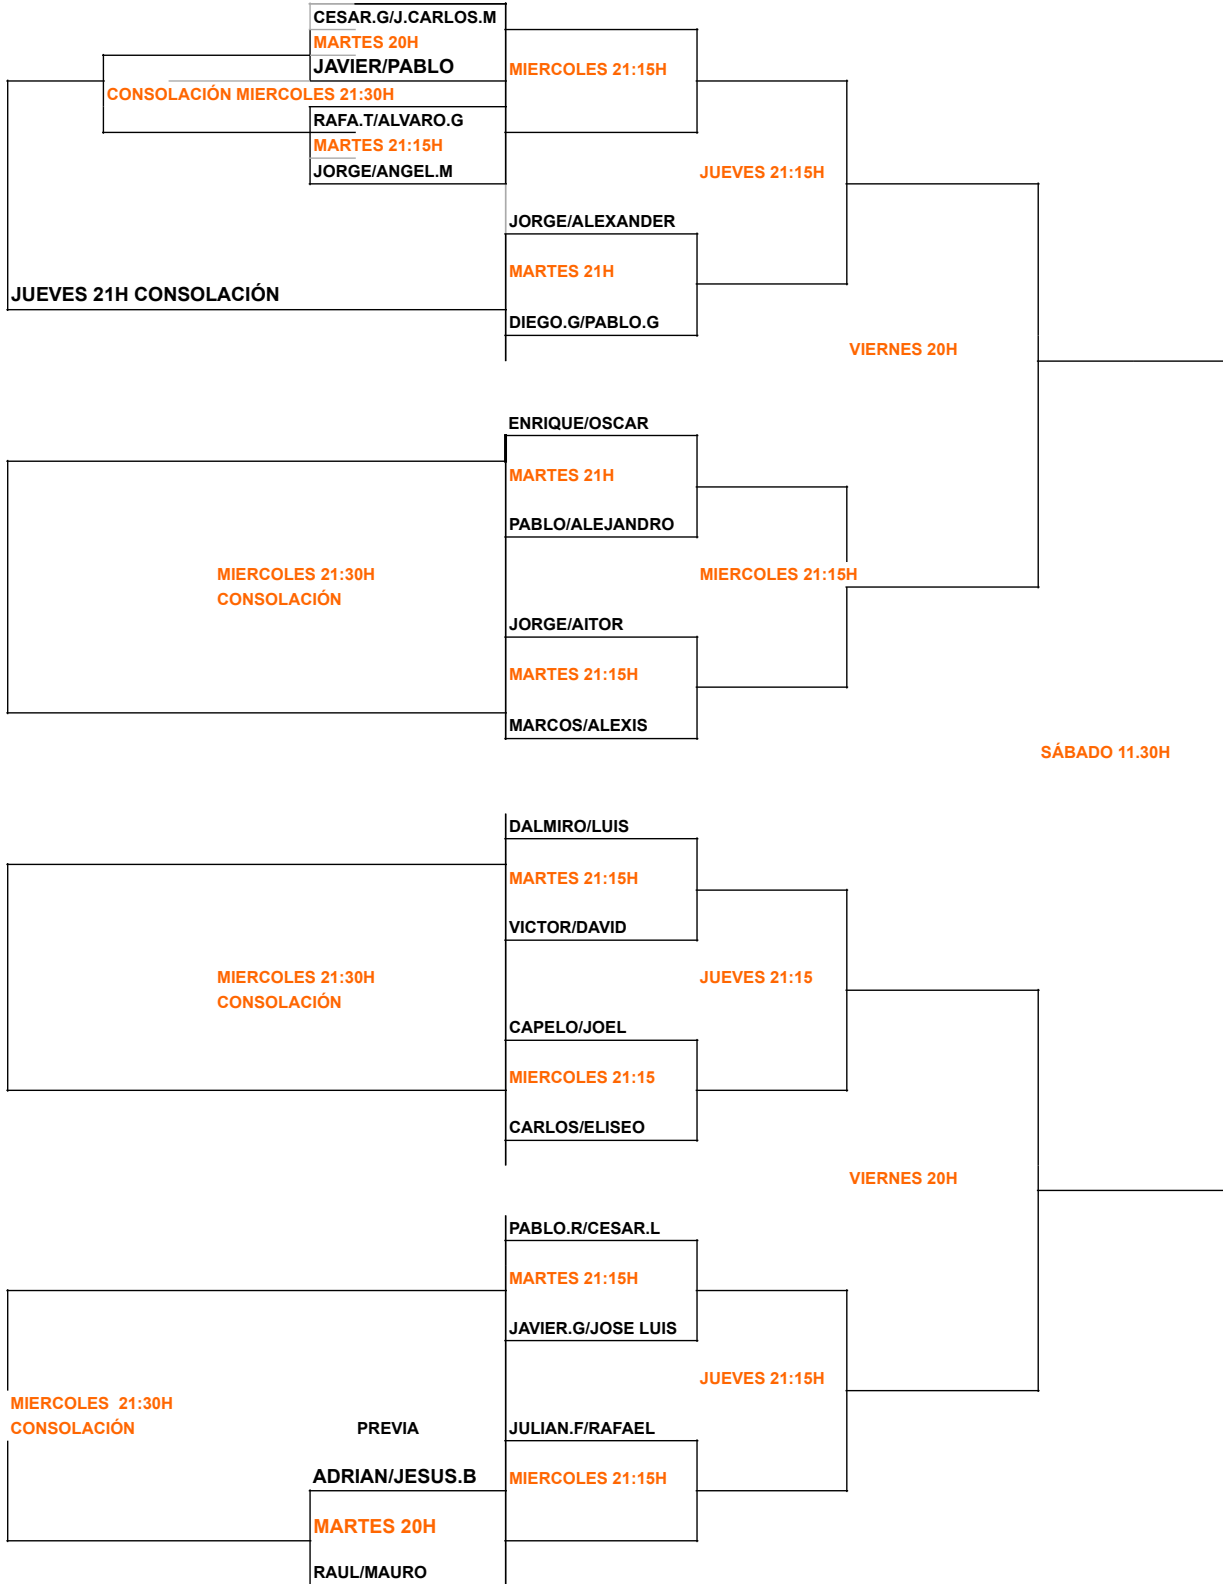 CESAR.G/J.CARLOS.M
MARTES 20H
JAVIER/PABLO
MIERCOLES 21:15H
CONSOLACIÓN MIERCOLES 21:30H
RAFA.T/ALVARO.G
MARTES 21:15H
JORGE/ANGEL.M
JUEVES 21:15H
JORGE/ALEXANDER
MARTES 21H
JUEVES 21H CONSOLACIÓN
DIEGO.G/PABLO.G
VIERNES 20H
ENRIQUE/OSCAR
MARTES 21H
PABLO/ALEJANDRO
MIERCOLES 21:30H
CONSOLACIÓN
MIERCOLES 21:15H
JORGE/AITOR
MARTES 21:15H
MARCOS/ALEXIS
SÁBADO 11.30H
DALMIRO/LUIS
MARTES 21:15H
VICTOR/DAVID
MIERCOLES 21:30H
CONSOLACIÓN
JUEVES 21:15
CAPELO/JOEL
MIERCOLES 21:15
CARLOS/ELISEO
VIERNES 20H
PABLO.R/CESAR.L
MARTES 21:15H
JAVIER.G/JOSE LUIS
JUEVES 21:15H
MIERCOLES  21:30H
CONSOLACIÓN
PREVIA
JULIAN.F/RAFAEL
ADRIAN/JESUS.B
MIERCOLES 21:15H
MARTES 20H
RAUL/MAURO